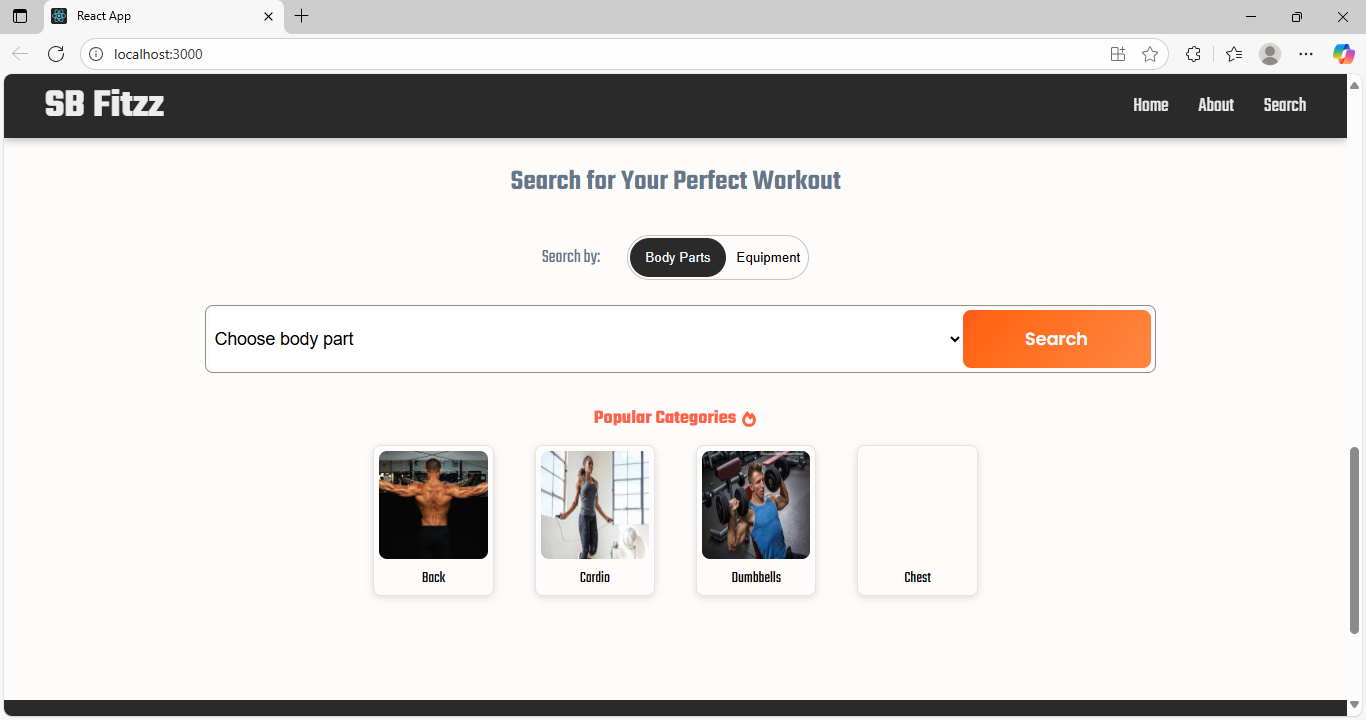 React App
localhost:3000
SB Fitzz
Home About Search
Search for Your Perfect Workout
Search by: Body Parts Equipment
Choose body part Search
Popular Categories
Back Cardio Dumbbells Chest